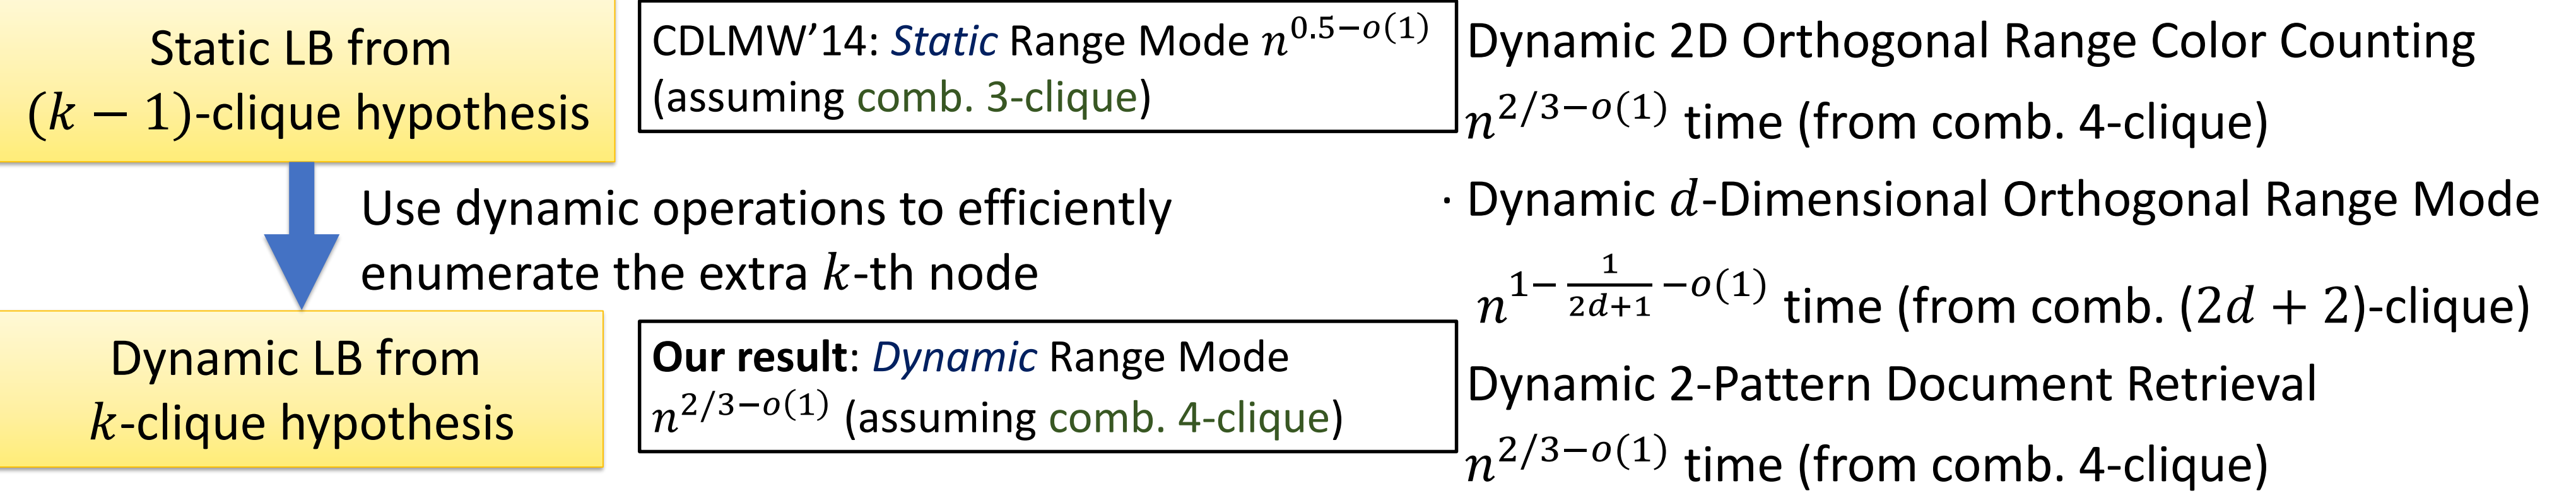 Static LB from
(k − 1)-clique hypothesis
CDLMW'14: Static Range Mode n^{0.5−o(1)}
(assuming comb. 3-clique)
Use dynamic operations to efficiently
enumerate the extra k-th node
Dynamic LB from
k-clique hypothesis
Our result: Dynamic Range Mode
n^{2/3−o(1)} (assuming comb. 4-clique)
Dynamic 2D Orthogonal Range Color Counting
n^{2/3−o(1)} time (from comb. 4-clique)
· Dynamic d-Dimensional Orthogonal Range Mode
n^{1−\frac{1}{2d+1}−o(1)} time (from comb. (2d + 2)-clique)
Dynamic 2-Pattern Document Retrieval
n^{2/3−o(1)} time (from comb. 4-clique)